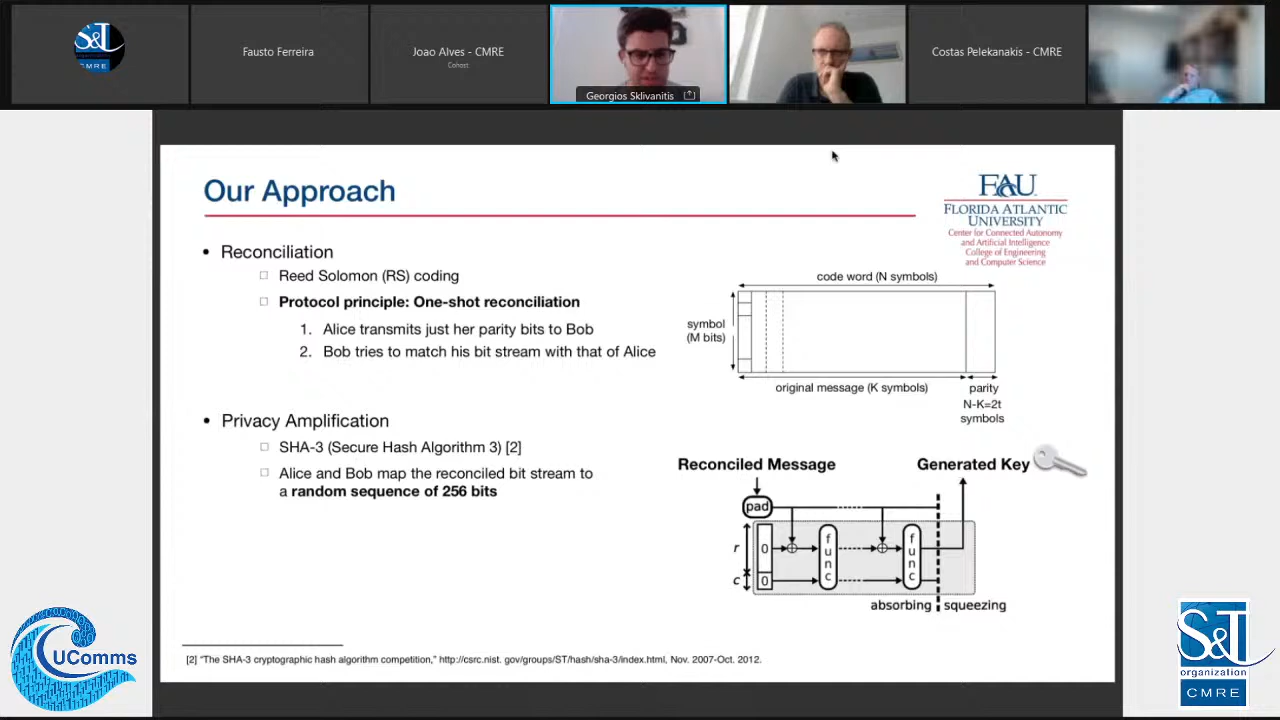 S&T
CMRE
Fausto Ferreira
Joao Alves - CMRE
Cohost
Georgios Sklivanitis
Costas Pelekanakis - CMRE
Our Approach
FAU
FLORIDA ATLANTIC
UNIVERSITY
Center for Connected Autonomy
and Artificial Intelligence
College of Engineering
and Computer Science
• Reconciliation
Reed Solomon (RS) coding
Protocol principle: One-shot reconciliation
1. Alice transmits just her parity bits to Bob
2. Bob tries to match his bit stream with that of Alice
code word (N symbols)
symbol
(M bits)
original message (K symbols)
parity
N-K=2t
symbols
• Privacy Amplification
SHA-3 (Secure Hash Algorithm 3) [2]
Alice and Bob map the reconciled bit stream to
a random sequence of 256 bits
Reconciled Message
Generated Key
pad
r
0
func
func
c
0
absorbing
squeezing
[2] “The SHA-3 cryptographic hash algorithm competition,” http://csrc.nist. gov/groups/ST/hash/sha-3/index.html, Nov. 2007-Oct. 2012.
UComms
S&T
organization
CMRE